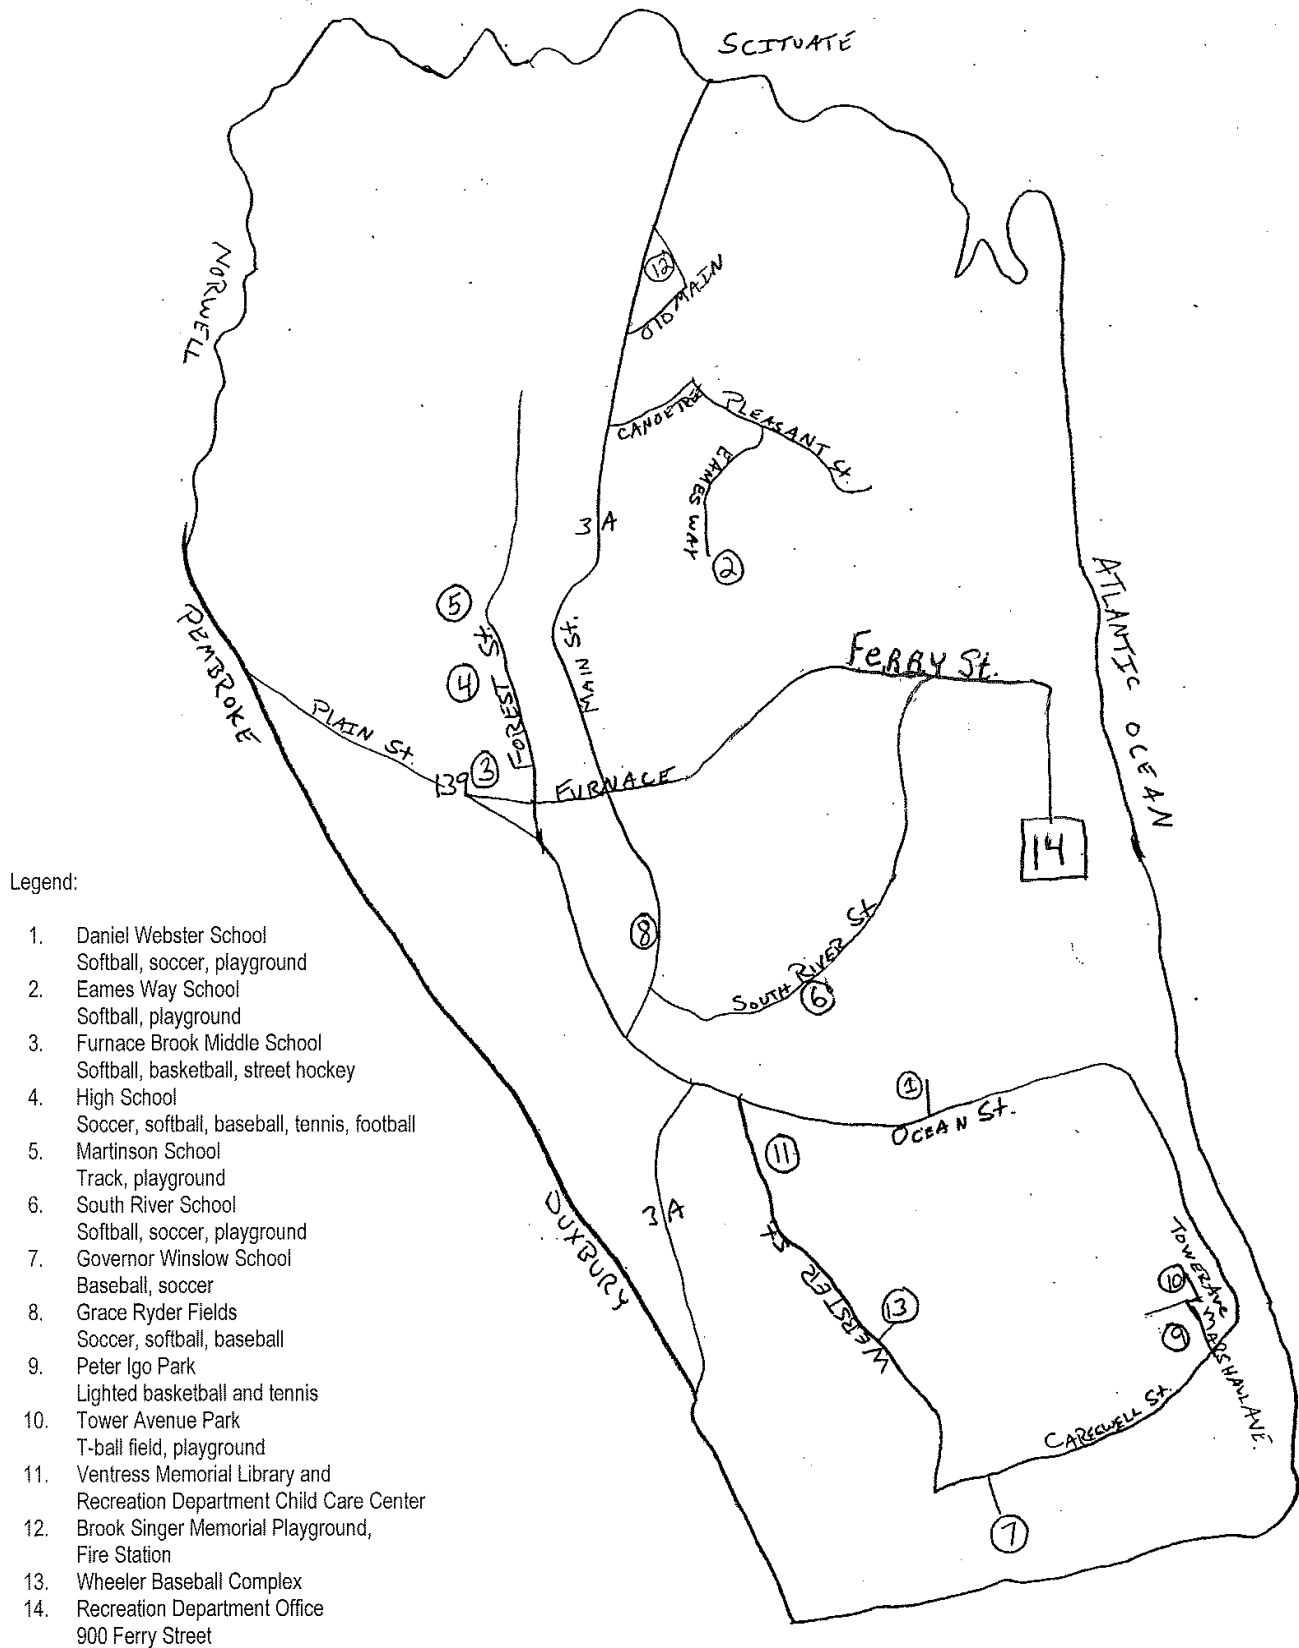 SCITUATE
NORWELL
12
OLD MAIN
CANOETREE
PLEASANT St.
EAMES WAY
3A
2
5
ATLANTIC OCEAN
PEMBROKE
FOREST St.
MAIN St.
4
FERRY St.
PLAIN St.
139
3
FURNACE
14
8
SOUTH RIVER St
6
1
OCEAN St.
11
DUXBURY
3A
WEBSTER St
13
TOWER AVE
10
9
MARSHALL AVE.
CARESWELL St.
7
Legend:
1. Daniel Webster School
Softball, soccer, playground
2. Eames Way School
Softball, playground
3. Furnace Brook Middle School
Softball, basketball, street hockey
4. High School
Soccer, softball, baseball, tennis, football
5. Martinson School
Track, playground
6. South River School
Softball, soccer, playground
7. Governor Winslow School
Baseball, soccer
8. Grace Ryder Fields
Soccer, softball, baseball
9. Peter Igo Park
Lighted basketball and tennis
10. Tower Avenue Park
T-ball field, playground
11. Ventress Memorial Library and
Recreation Department Child Care Center
12. Brook Singer Memorial Playground,
Fire Station
13. Wheeler Baseball Complex
14. Recreation Department Office
900 Ferry Street